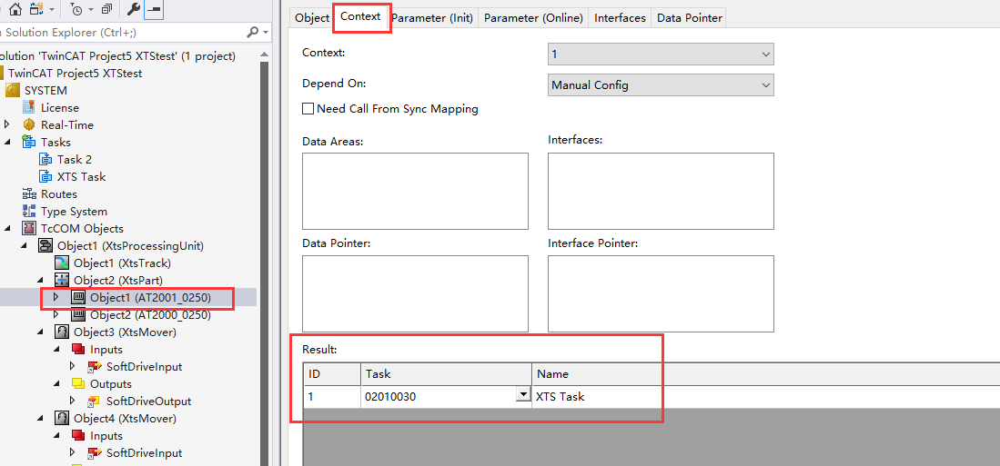 Solution Explorer (Ctrl+;)
olution 'TwinCAT Project5 XTStest' (1 project)
TwinCAT Project5 XTStest
SYSTEM
License
Real-Time
Tasks
Task 2
XTS Task
Routes
Type System
TcCOM Objects
Object1 (XtsProcessingUnit)
Object1 (XtsTrack)
Object2 (XtsPart)
Object1 (AT2001_0250)
Object2 (AT2000_0250)
Object3 (XtsMover)
Inputs
SoftDriveInput
Outputs
SoftDriveOutput
Object4 (XtsMover)
Inputs
SoftDriveInput
Object Context Parameter (Init) Parameter (Online) Interfaces Data Pointer
Context: 1
Depend On: Manual Config
Need Call From Sync Mapping
Data Areas: Interfaces:
Data Pointer: Interface Pointer:
Result:
ID Task Name
1 02010030 XTS Task